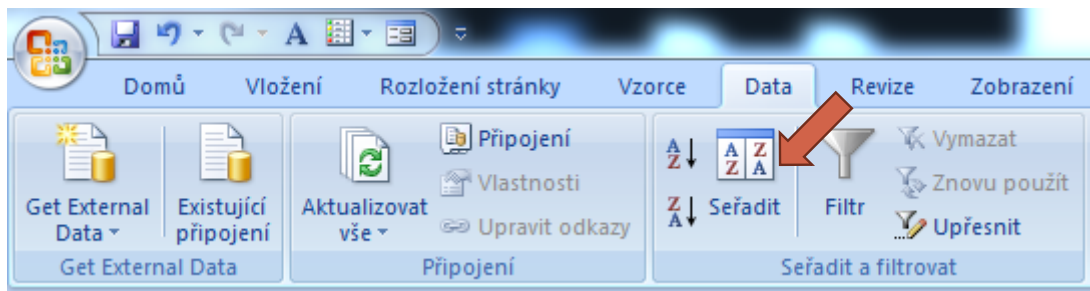 Domů Vložení Rozložení stránky Vzorce Data Revize Zobrazení
Get External
Data
Existující
připojení
Aktualizovat
vše
Připojení
Vlastnosti
Upravit odkazy
A
Z
Z
A
A Z
Z A
Seřadit
Filtr
Vymazat
Znovu použít
Upřesnit
Get External Data
Připojení
Seřadit a filtrovat